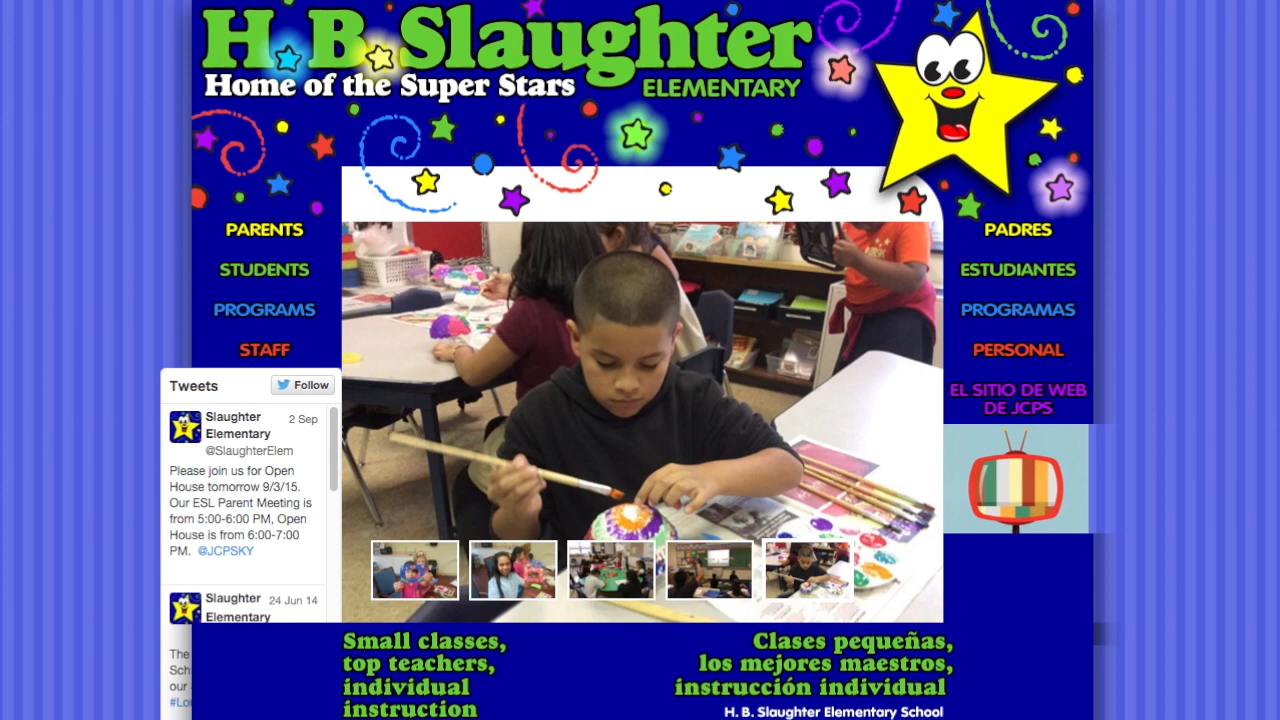 H. B. Slaughter
Home of the Super Stars
ELEMENTARY
PARENTS
STUDENTS
PROGRAMS
STAFF
Tweets
Follow
Slaughter
Elementary
2 Sep
@SlaughterElem
Please join us for Open
House tomorrow 9/3/15.
Our ESL Parent Meeting is
from 5:00-6:00 PM, Open
House is from 6:00-7:00
PM. @JCPSKY
Slaughter
Elementary
24 Jun 14
The
our
PADRES
ESTUDIANTES
PROGRAMAS
PERSONAL
EL SITIO DE WEB
DE JCPS
Small classes,
top teachers,
individual
instruction
Clases pequeñas,
los mejores maestros,
instrucción individual
H. B. Slaughter Elementary School